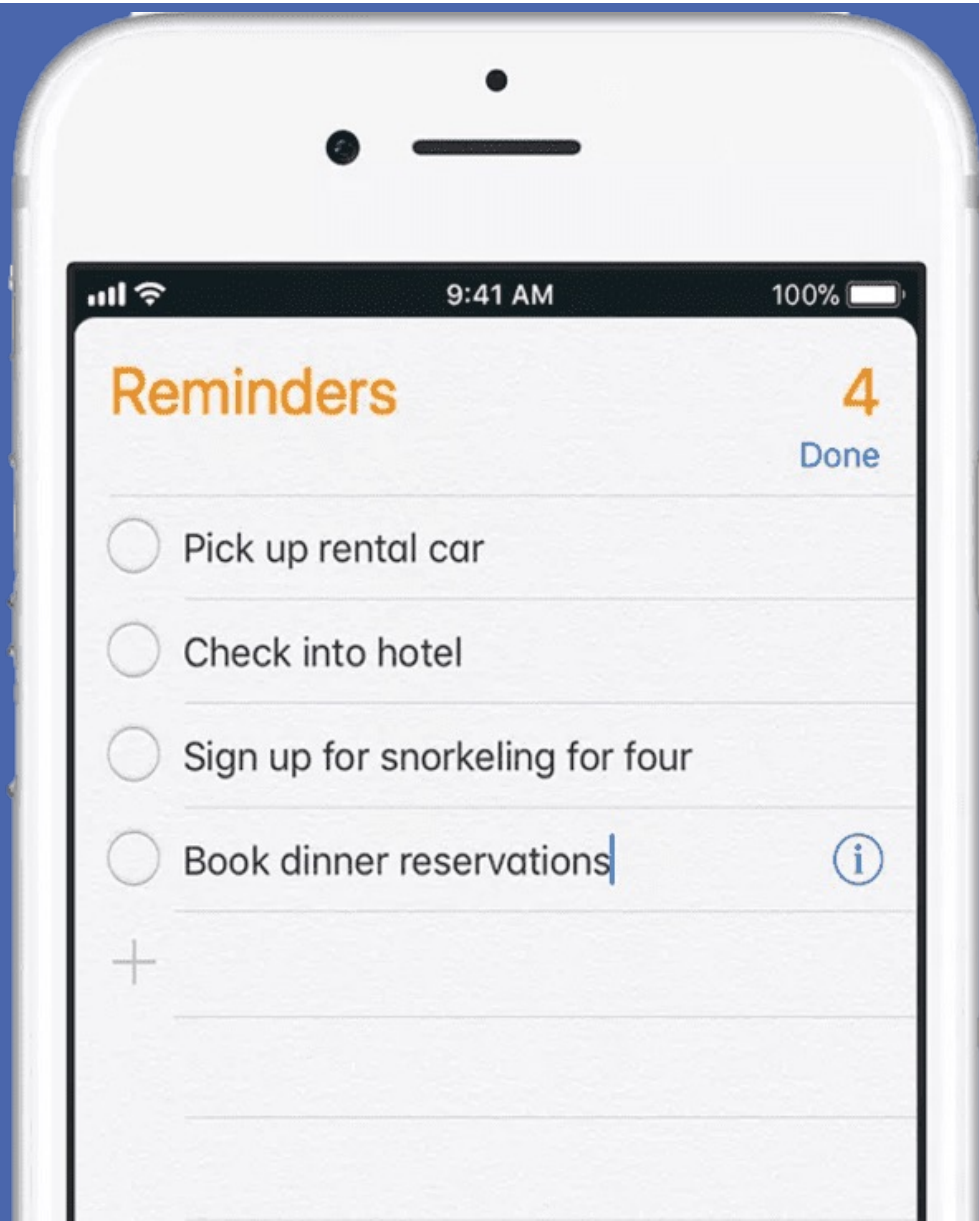 9:41 AM 100%
Reminders 4
Done
Pick up rental car
Check into hotel
Sign up for snorkeling for four
Book dinner reservations